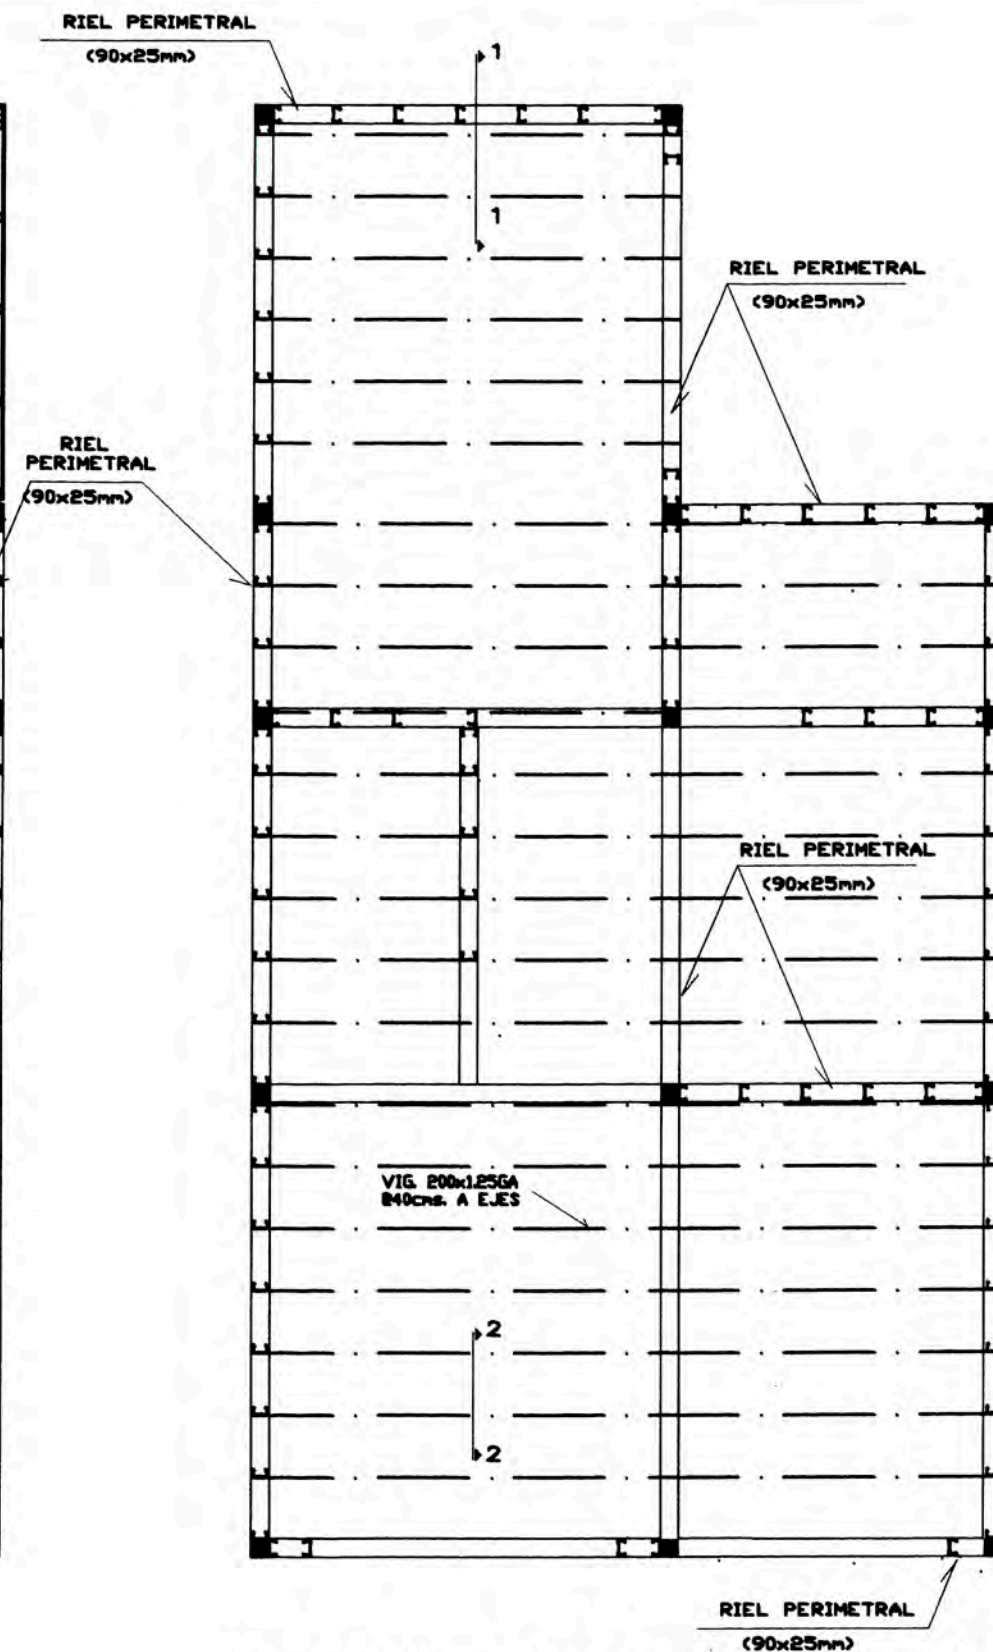 RIEL PERIMETRAL
(90x25mm)
1
1
RIEL PERIMETRAL
(90x25mm)
RIEL
PERIMETRAL
(90x25mm)
RIEL PERIMETRAL
(90x25mm)
VIG. 200x1.25GA
@40cms. A EJES
2
2
RIEL PERIMETRAL
(90x25mm)